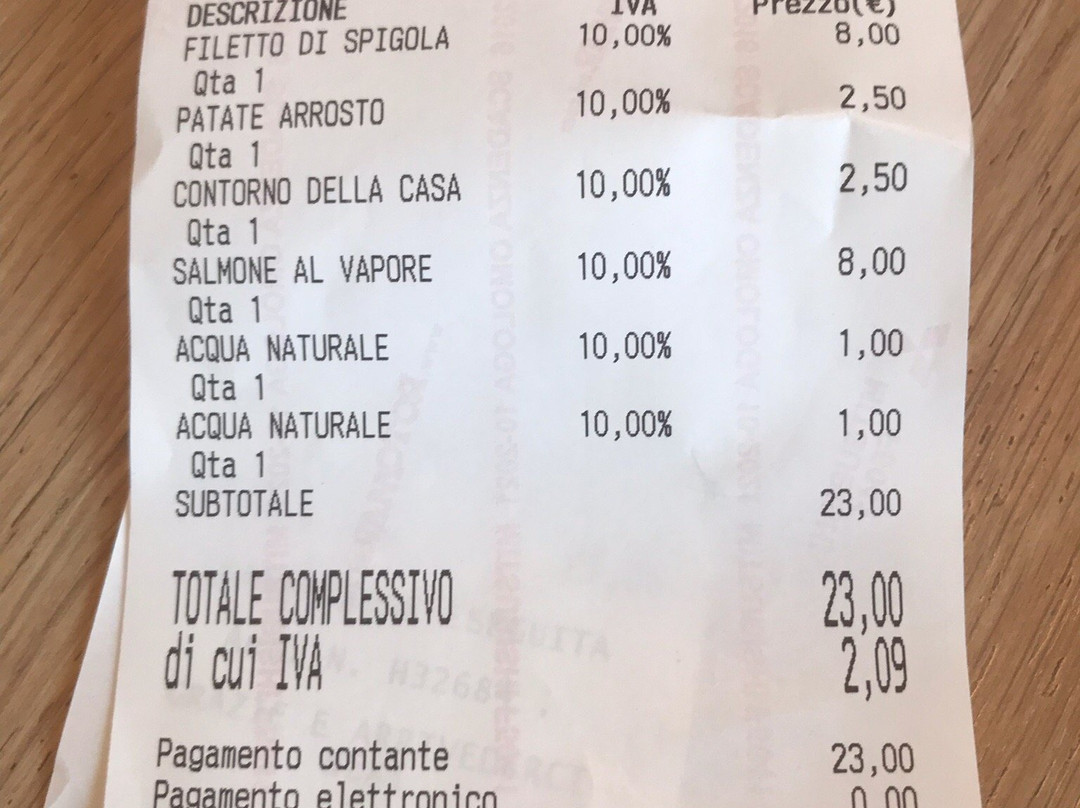 DESCRIZIONE IVA Prezzo(€)
FILETTO DI SPIGOLA 10,00% 8,00
Qta 1
PATATE ARROSTO 10,00% 2,50
Qta 1
CONTORNO DELLA CASA 10,00% 2,50
Qta 1
SALMONE AL VAPORE 10,00% 8,00
Qta 1
ACQUA NATURALE 10,00% 1,00
Qta 1
ACQUA NATURALE 10,00% 1,00
Qta 1
SUBTOTALE 23,00
TOTALE COMPLESSIVO 23,00
di cui IVA 2,09
Pagamento contante 23,00
Pagamento elettronico 0,00